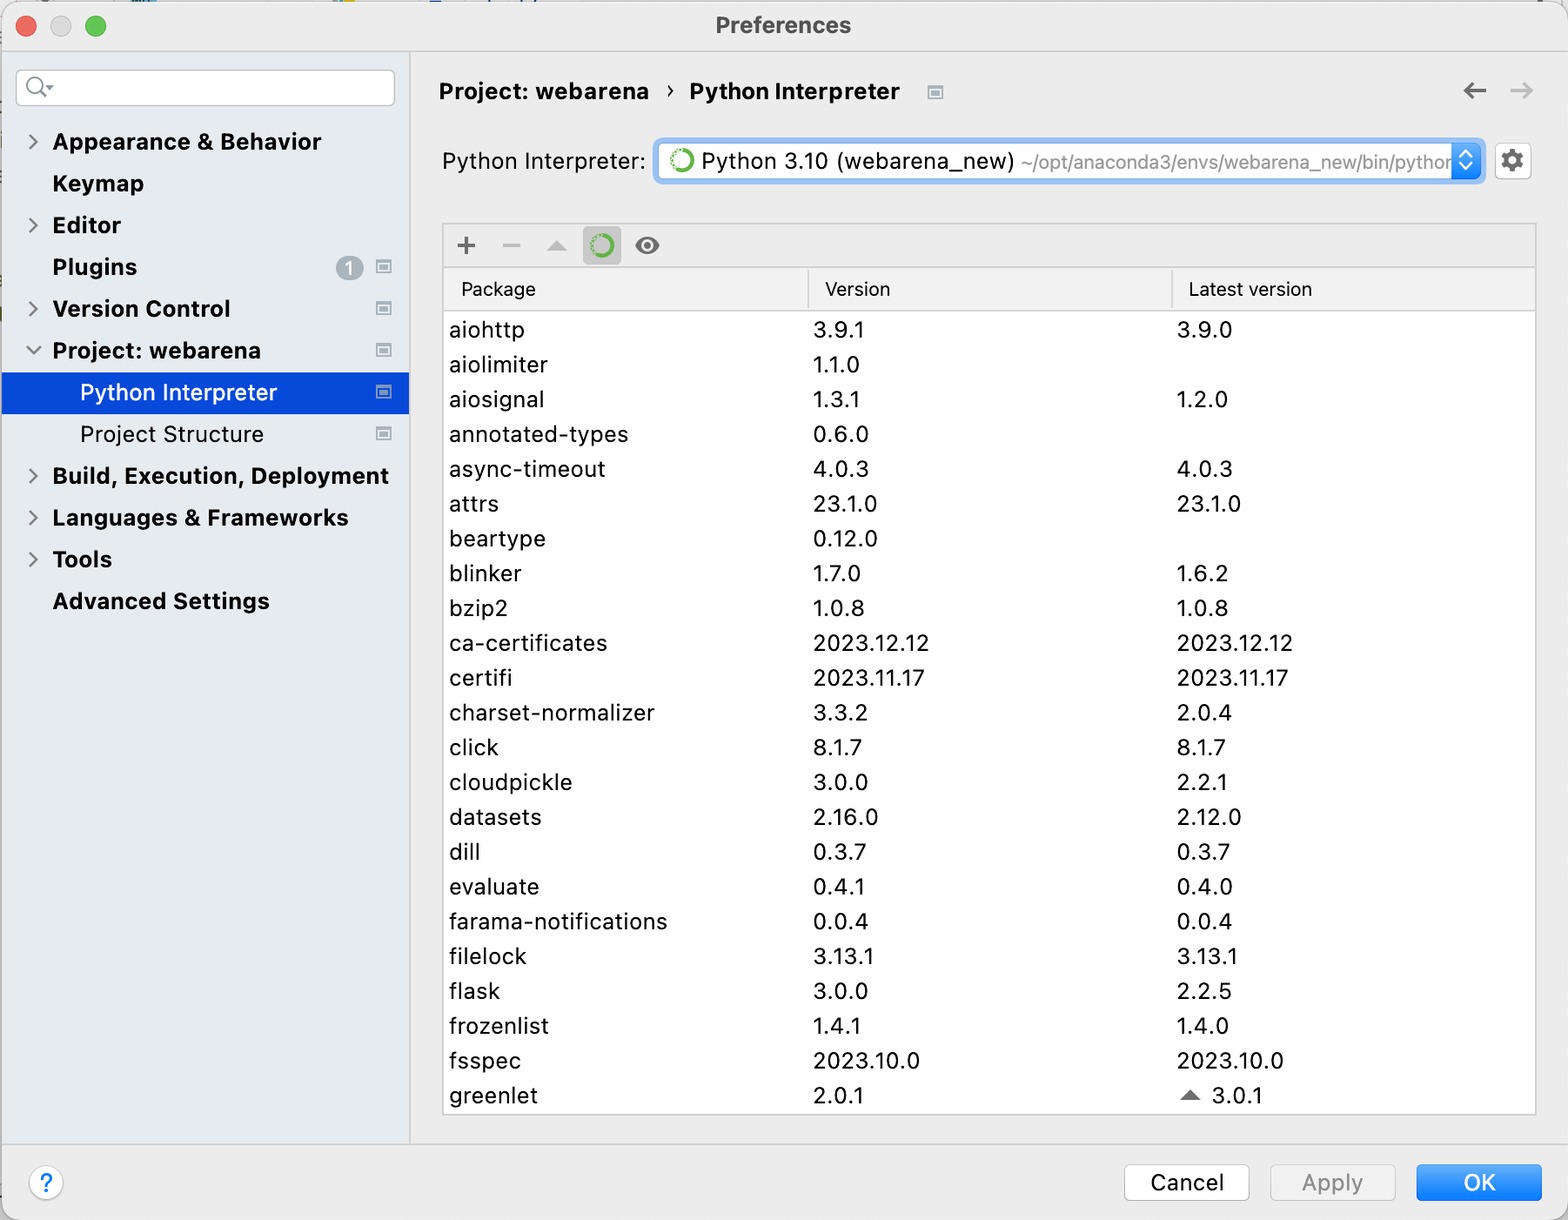 Preferences
Appearance & Behavior
Keymap
Editor
Plugins 1
Version Control
Project: webarena
Python Interpreter
Project Structure
Build, Execution, Deployment
Languages & Frameworks
Tools
Advanced Settings
Project: webarena › Python Interpreter
Python Interpreter: Python 3.10 (webarena_new) ~/opt/anaconda3/envs/webarena_new/bin/python
Package Version Latest version
aiohttp 3.9.1 3.9.0
aiolimiter 1.1.0
aiosignal 1.3.1 1.2.0
annotated-types 0.6.0
async-timeout 4.0.3 4.0.3
attrs 23.1.0 23.1.0
beartype 0.12.0
blinker 1.7.0 1.6.2
bzip2 1.0.8 1.0.8
ca-certificates 2023.12.12 2023.12.12
certifi 2023.11.17 2023.11.17
charset-normalizer 3.3.2 2.0.4
click 8.1.7 8.1.7
cloudpickle 3.0.0 2.2.1
datasets 2.16.0 2.12.0
dill 0.3.7 0.3.7
evaluate 0.4.1 0.4.0
farama-notifications 0.0.4 0.0.4
filelock 3.13.1 3.13.1
flask 3.0.0 2.2.5
frozenlist 1.4.1 1.4.0
fsspec 2023.10.0 2023.10.0
greenlet 2.0.1 3.0.1
? Cancel Apply OK